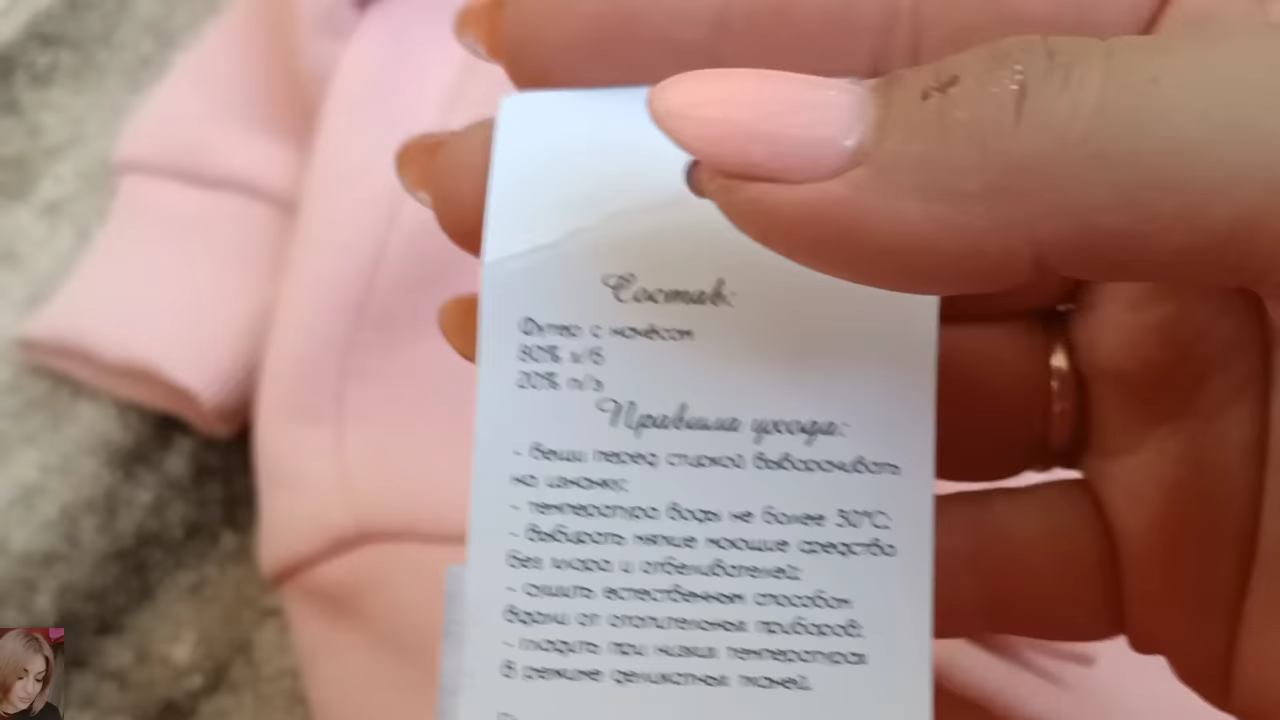 Состав:
Футер с начёсом
80% х/б
20% п/э
Правила ухода:
- вещи перед стиркой выворачивать
на изнанку;
- температура воды не более 30°C;
- выбирать мягкие моющие средства
без хлора и отбеливателей;
- сушить естественным способом
вдали от отопительных приборов;
- гладить при низких температурах
в режиме деликатных тканей.